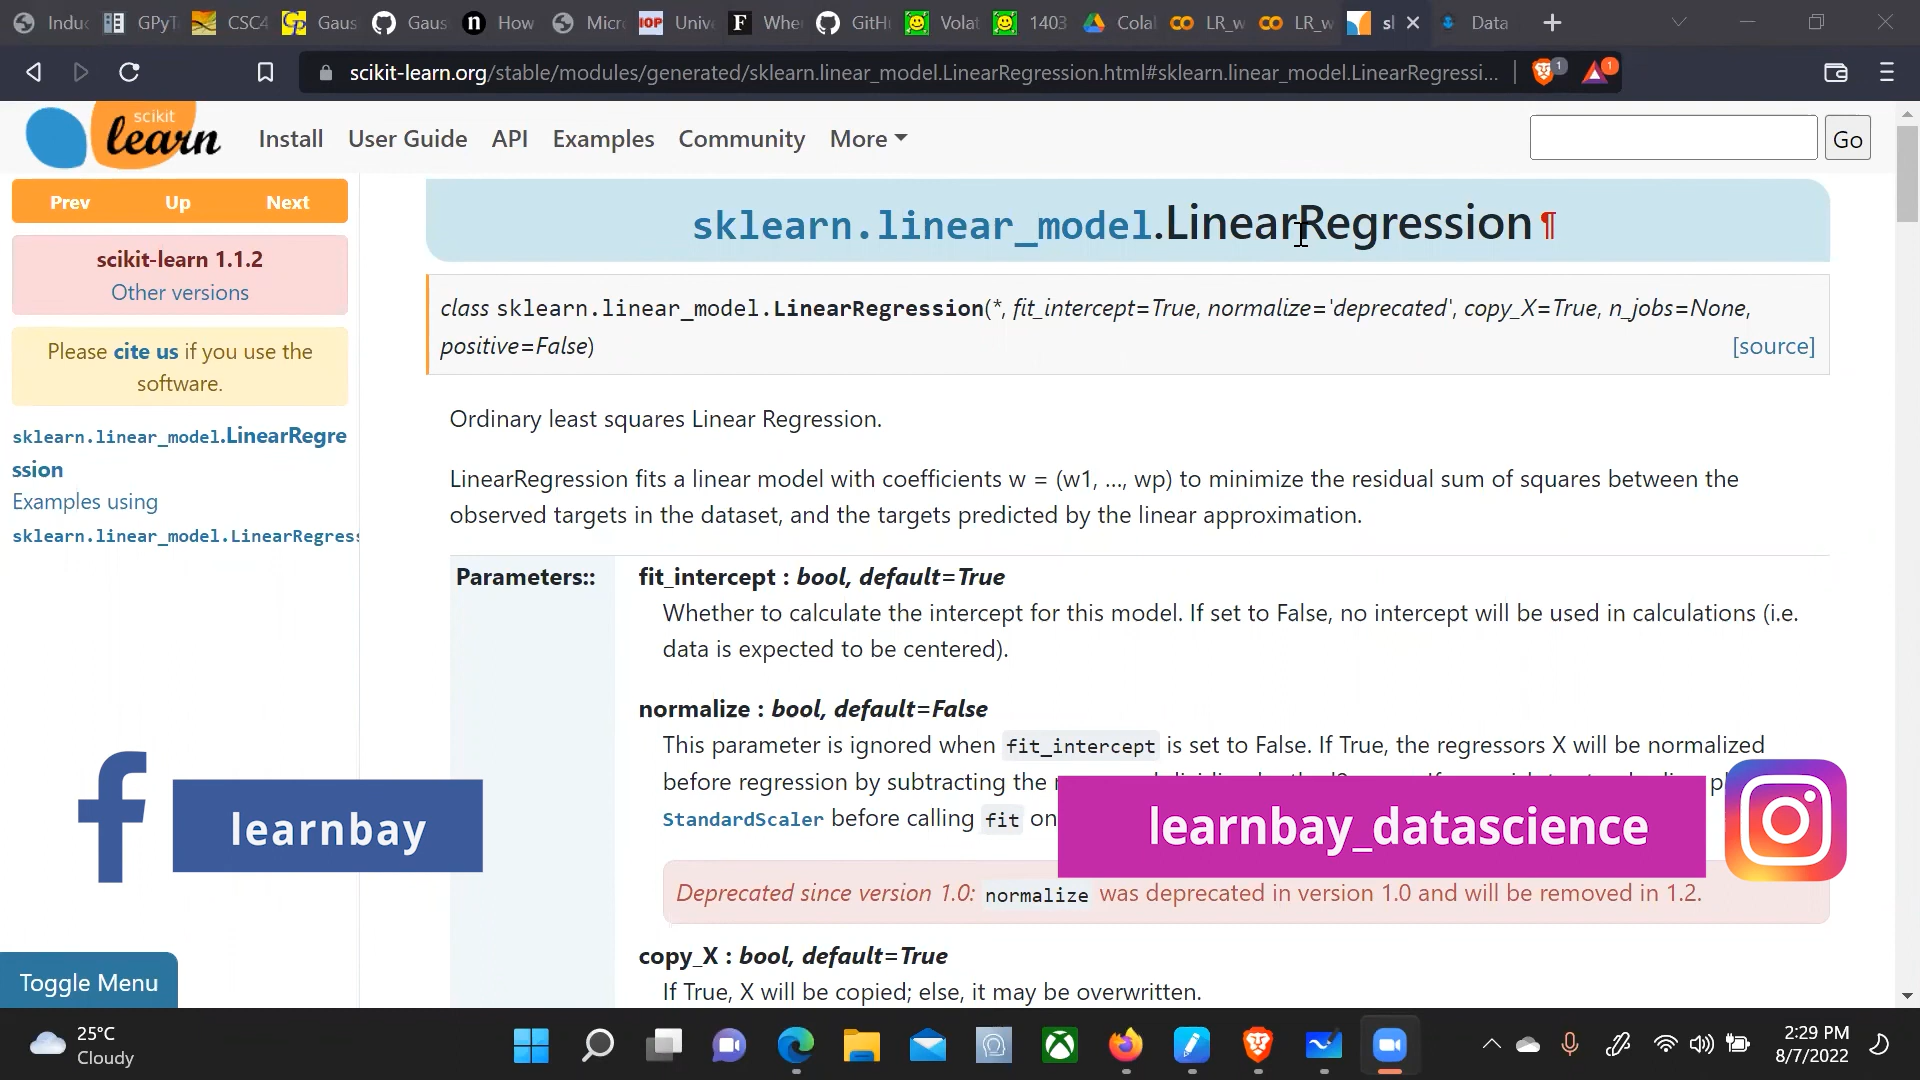 Induc
GPyT
CSC4
Gaus
Gaus
How
Micr
IOP Unive
F Wher
GitHu
Volat
1403
Colal
LR_w
LR_w
sl
Data
scikit-learn.org/stable/modules/generated/sklearn.linear_model.LinearRegression.html#sklearn.linear_model.LinearRegressi...
1
1
scikit
learn
Install User Guide API Examples Community More
Go
Prev Up Next
scikit-learn 1.1.2
Other versions
Please cite us if you use the
software.
sklearn.linear_model.LinearRegre
ssion
Examples using
sklearn.linear_model.LinearRegress
Toggle Menu
sklearn.linear_model.LinearRegression¶
class sklearn.linear_model.LinearRegression(*, fit_intercept=True, normalize='deprecated', copy_X=True, n_jobs=None,
positive=False) [source]
Ordinary least squares Linear Regression.
LinearRegression fits a linear model with coefficients w = (w1, …, wp) to minimize the residual sum of squares between the
observed targets in the dataset, and the targets predicted by the linear approximation.
Parameters::
fit_intercept : bool, default=True
Whether to calculate the intercept for this model. If set to False, no intercept will be used in calculations (i.e.
data is expected to be centered).
normalize : bool, default=False
This parameter is ignored when fit_intercept is set to False. If True, the regressors X will be normalized
before regression by subtracting the
StandardScaler before calling fit on
Deprecated since version 1.0: normalize was deprecated in version 1.0 and will be removed in 1.2.
copy_X : bool, default=True
If True, X will be copied; else, it may be overwritten.
learnbay
learnbay_datascience
25°C
Cloudy
2:29 PM
8/7/2022